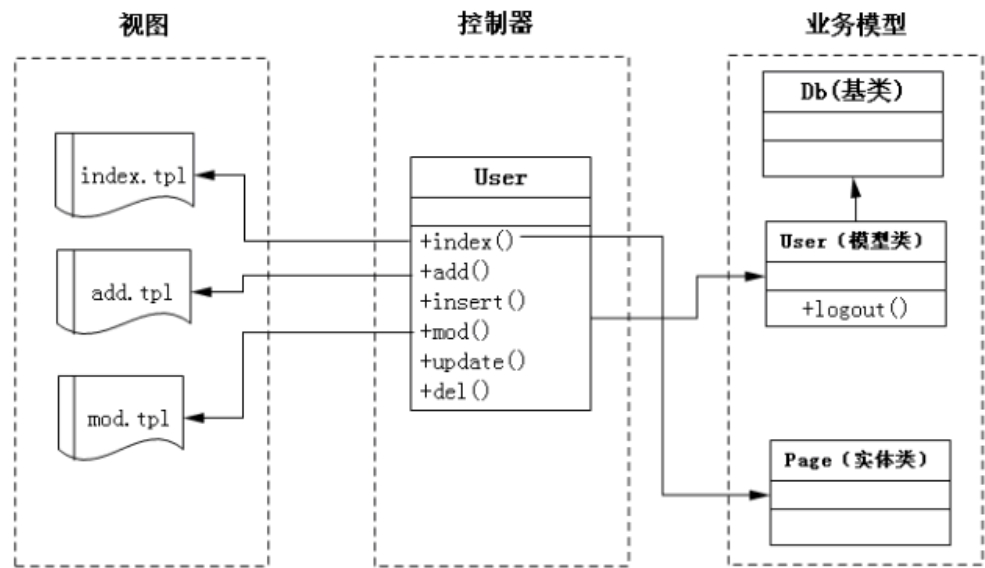 视图
控制器
业务模型
index.tpl
add.tpl
mod.tpl
User
+index()
+add()
+insert()
+mod()
+update()
+del()
Db(基类)
User（模型类）
+logout()
Page（实体类）